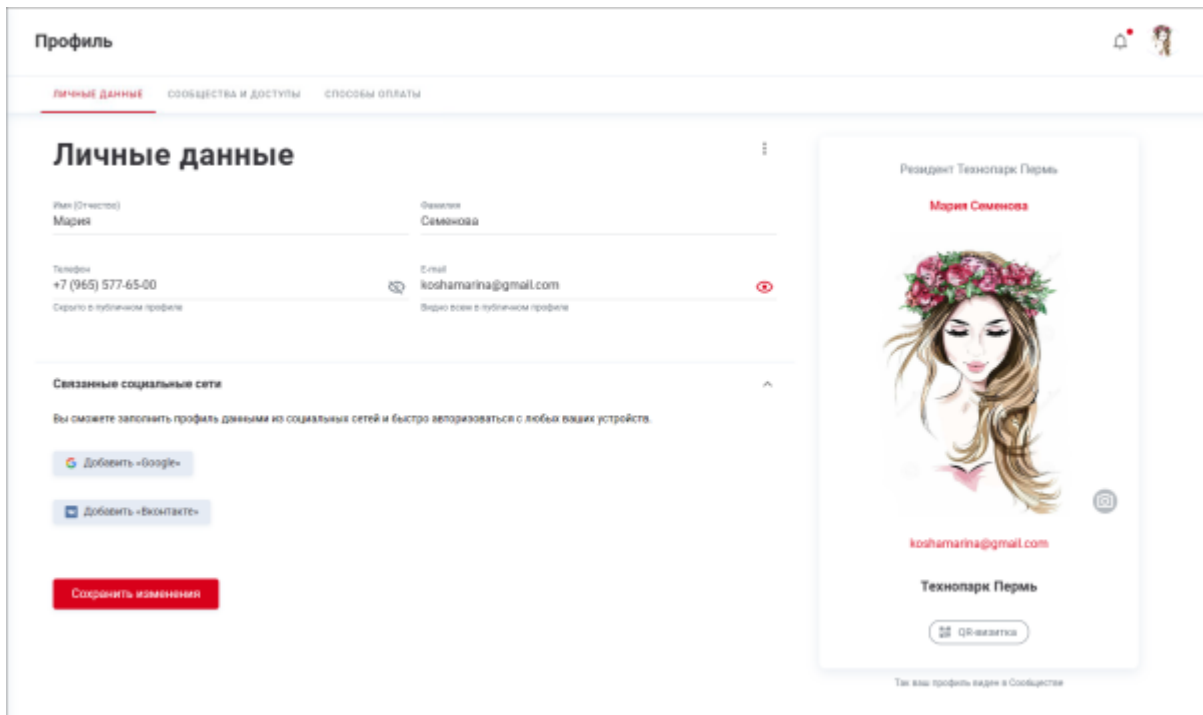 Профиль
ЛИЧНЫЕ ДАННЫЕ СООБЩЕСТВА И ДОСТУПЫ СПОСОБЫ ОПЛАТЫ
Личные данные
Имя (Отчество)
Мария
Фамилия
Семенова
Телефон
+7 (965) 577-65-00
Скрыто в публичном профиле
E-mail
koshamarina@gmail.com
Видно всем в публичном профиле
Связанные социальные сети
Вы сможете заполнить профиль данными из социальных сетей и быстро авторизоваться с любых ваших устройств.
Добавить «Google»
Добавить «Вконтакте»
Сохранить изменения
Резидент Технопарк Пермь
Мария Семенова
koshamarina@gmail.com
Технопарк Пермь
QR-визитка
Так ваш профиль виден в Сообществе